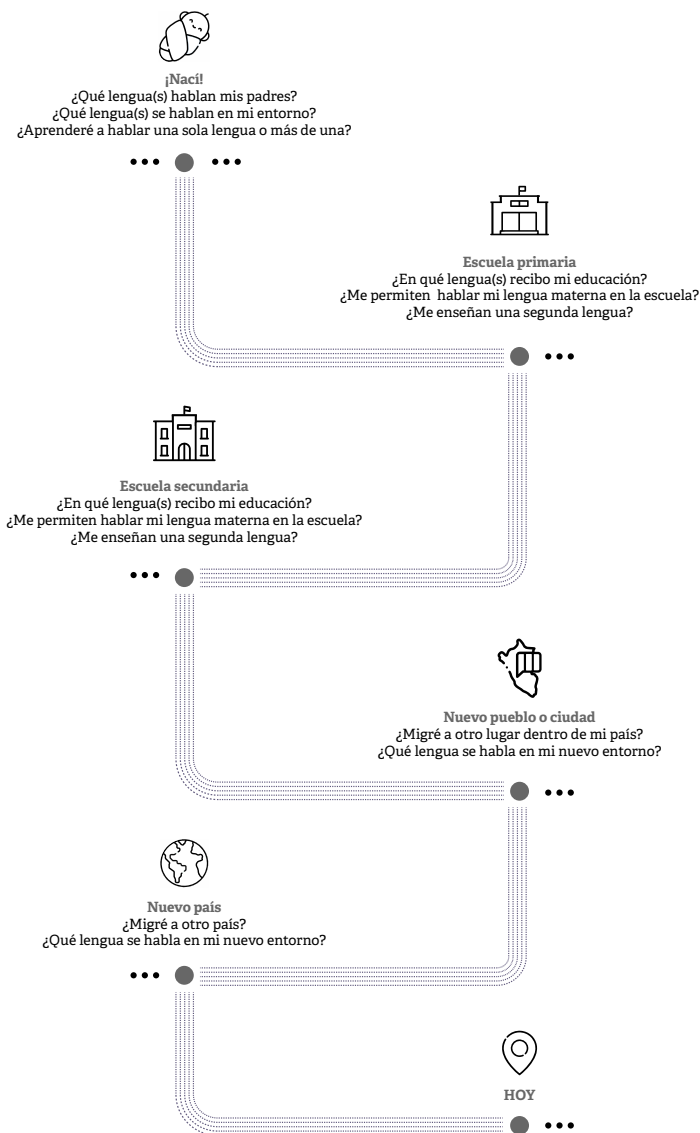 ¡Nací!
¿Qué lengua(s) hablan mis padres?
¿Qué lengua(s) se hablan en mi entorno?
¿Aprenderé a hablar una sola lengua o más de una?
Escuela primaria
¿En qué lengua(s) recibo mi educación?
¿Me permiten hablar mi lengua materna en la escuela?
¿Me enseñan una segunda lengua?
Escuela secundaria
¿En qué lengua(s) recibo mi educación?
¿Me permiten hablar mi lengua materna en la escuela?
¿Me enseñan una segunda lengua?
Nuevo pueblo o ciudad
¿Migré a otro lugar dentro de mi país?
¿Qué lengua se habla en mi nuevo entorno?
Nuevo país
¿Migré a otro país?
¿Qué lengua se habla en mi nuevo entorno?
HOY